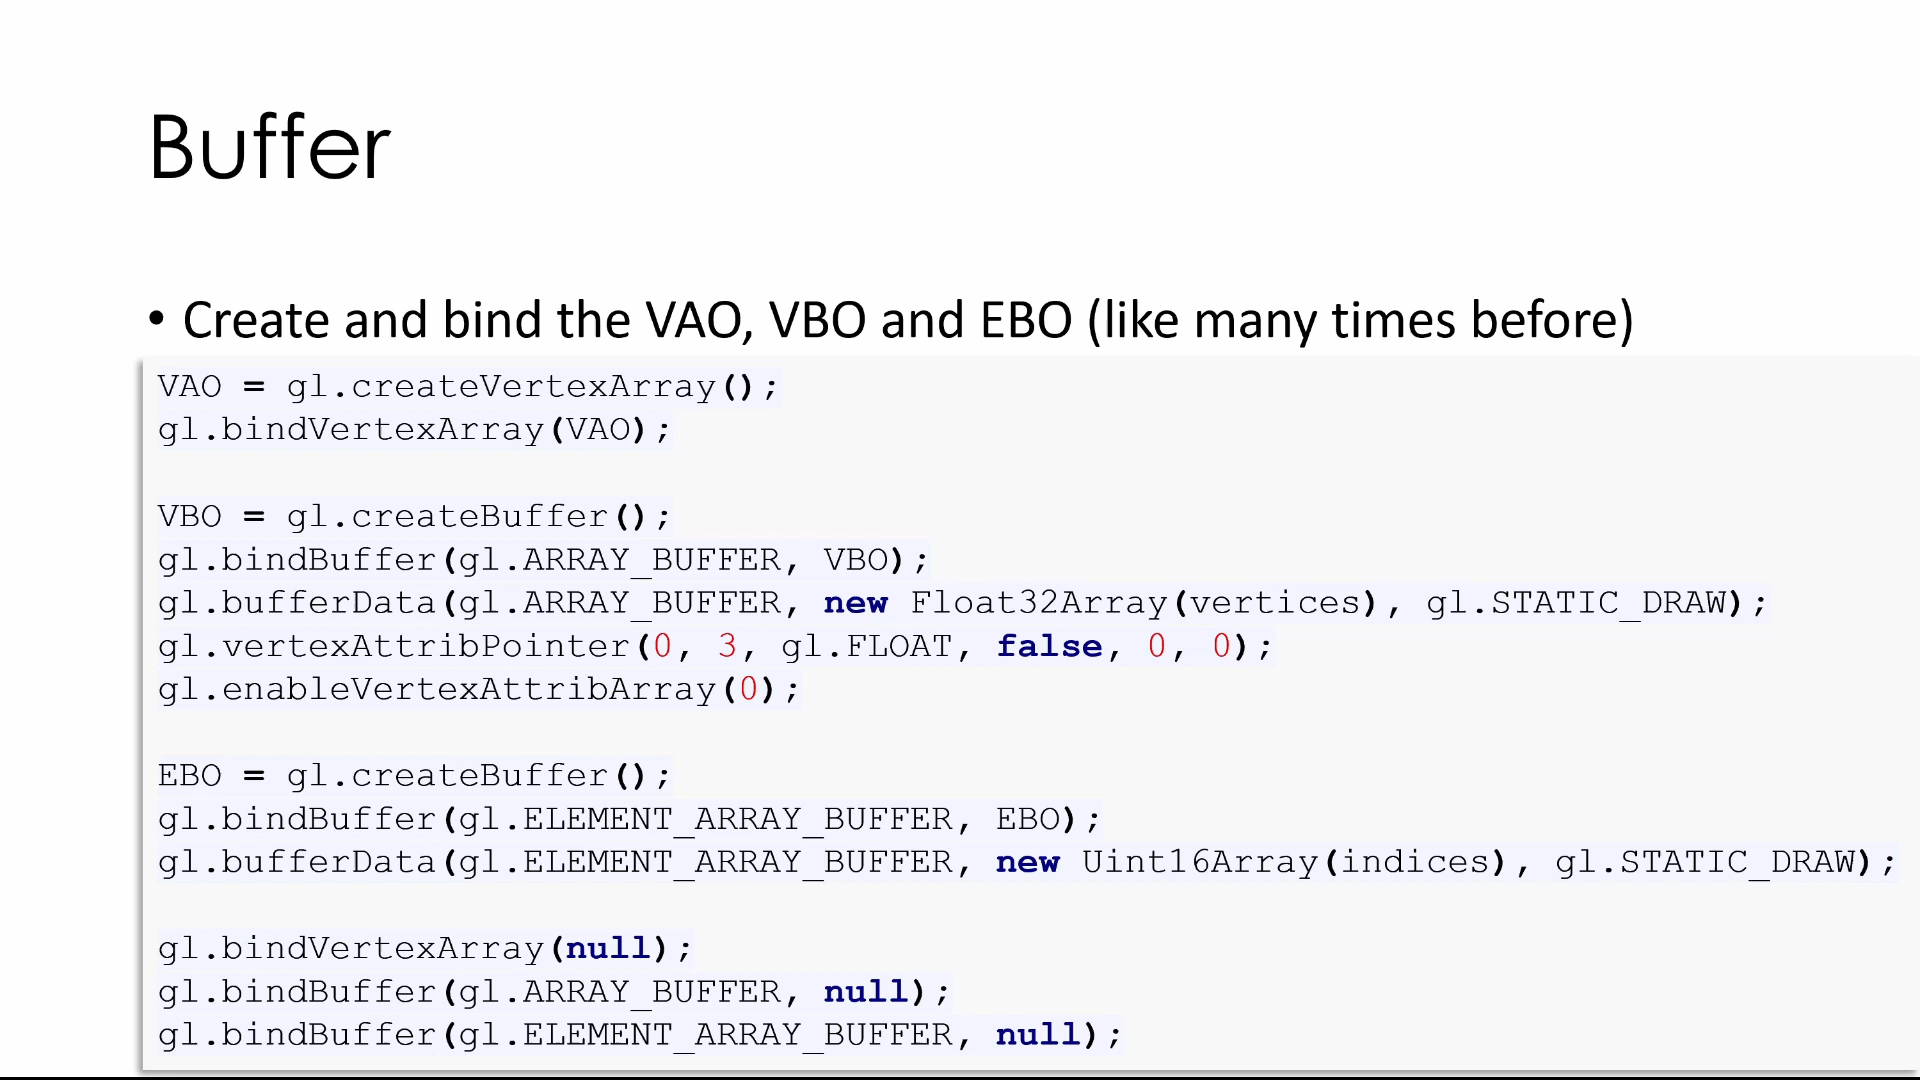 Buffer
• Create and bind the VAO, VBO and EBO (like many times before)
VAO = gl.createVertexArray();
gl.bindVertexArray(VAO);
VBO = gl.createBuffer();
gl.bindBuffer(gl.ARRAY_BUFFER, VBO);
gl.bufferData(gl.ARRAY_BUFFER, new Float32Array(vertices), gl.STATIC_DRAW);
gl.vertexAttribPointer(0, 3, gl.FLOAT, false, 0, 0);
gl.enableVertexAttribArray(0);
EBO = gl.createBuffer();
gl.bindBuffer(gl.ELEMENT_ARRAY_BUFFER, EBO);
gl.bufferData(gl.ELEMENT_ARRAY_BUFFER, new Uint16Array(indices), gl.STATIC_DRAW);
gl.bindVertexArray(null);
gl.bindBuffer(gl.ARRAY_BUFFER, null);
gl.bindBuffer(gl.ELEMENT_ARRAY_BUFFER, null);